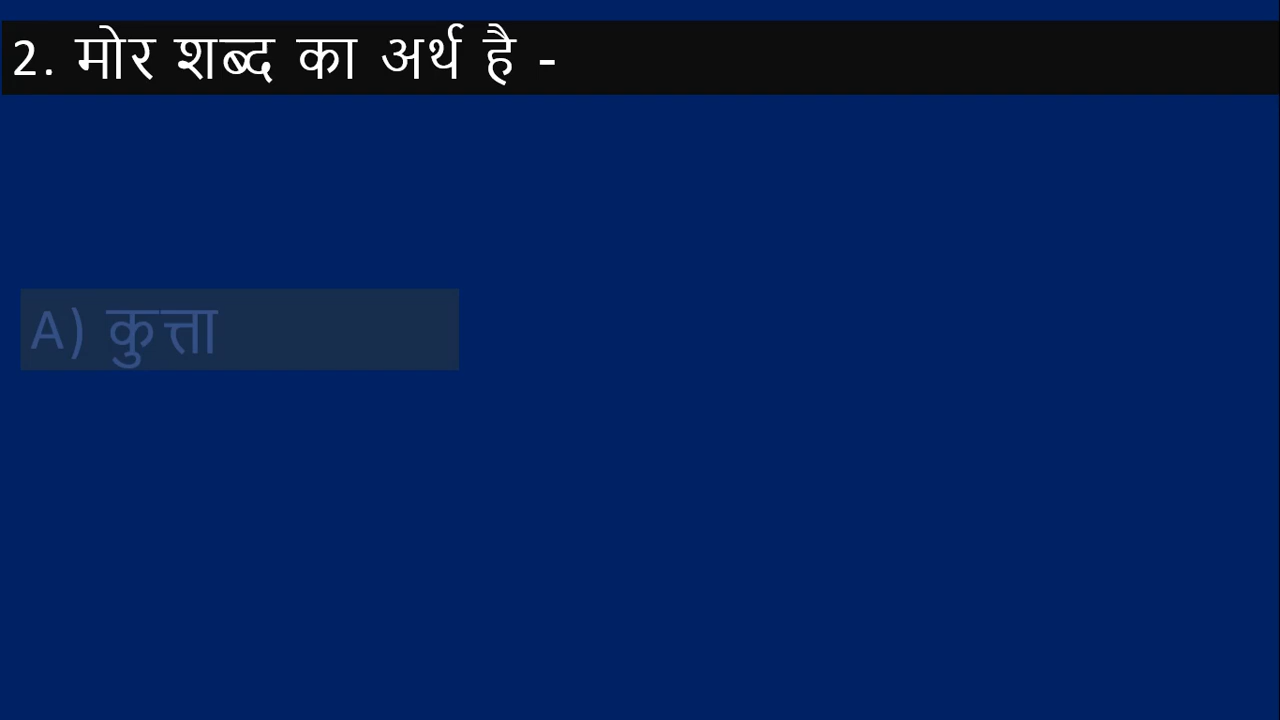 2. मोर शब्द का अर्थ है -
A) कुत्ता